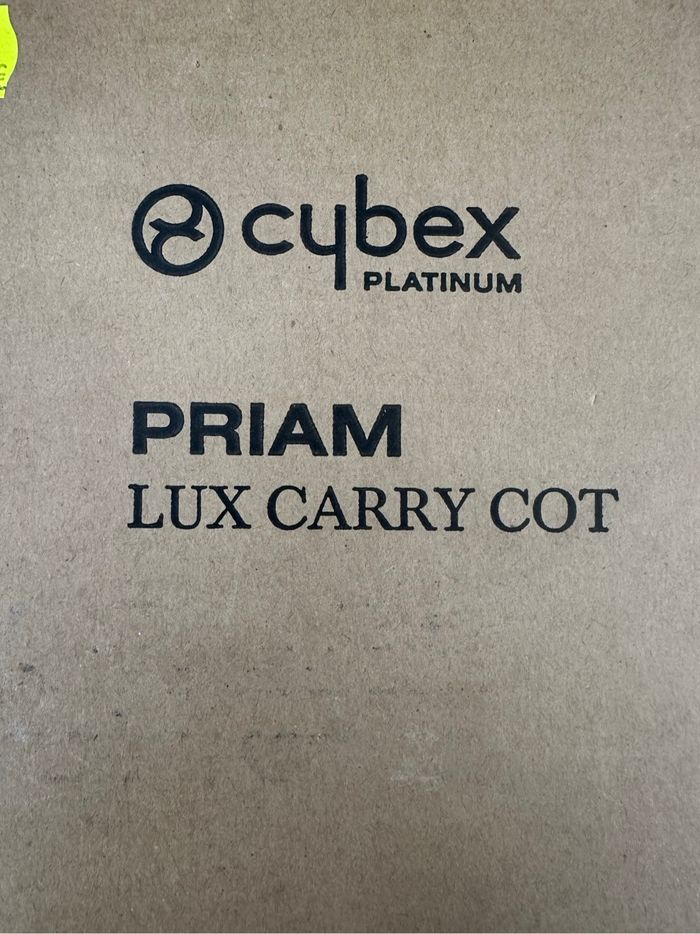 cybex
PLATINUM
PRIAM
LUX CARRY COT